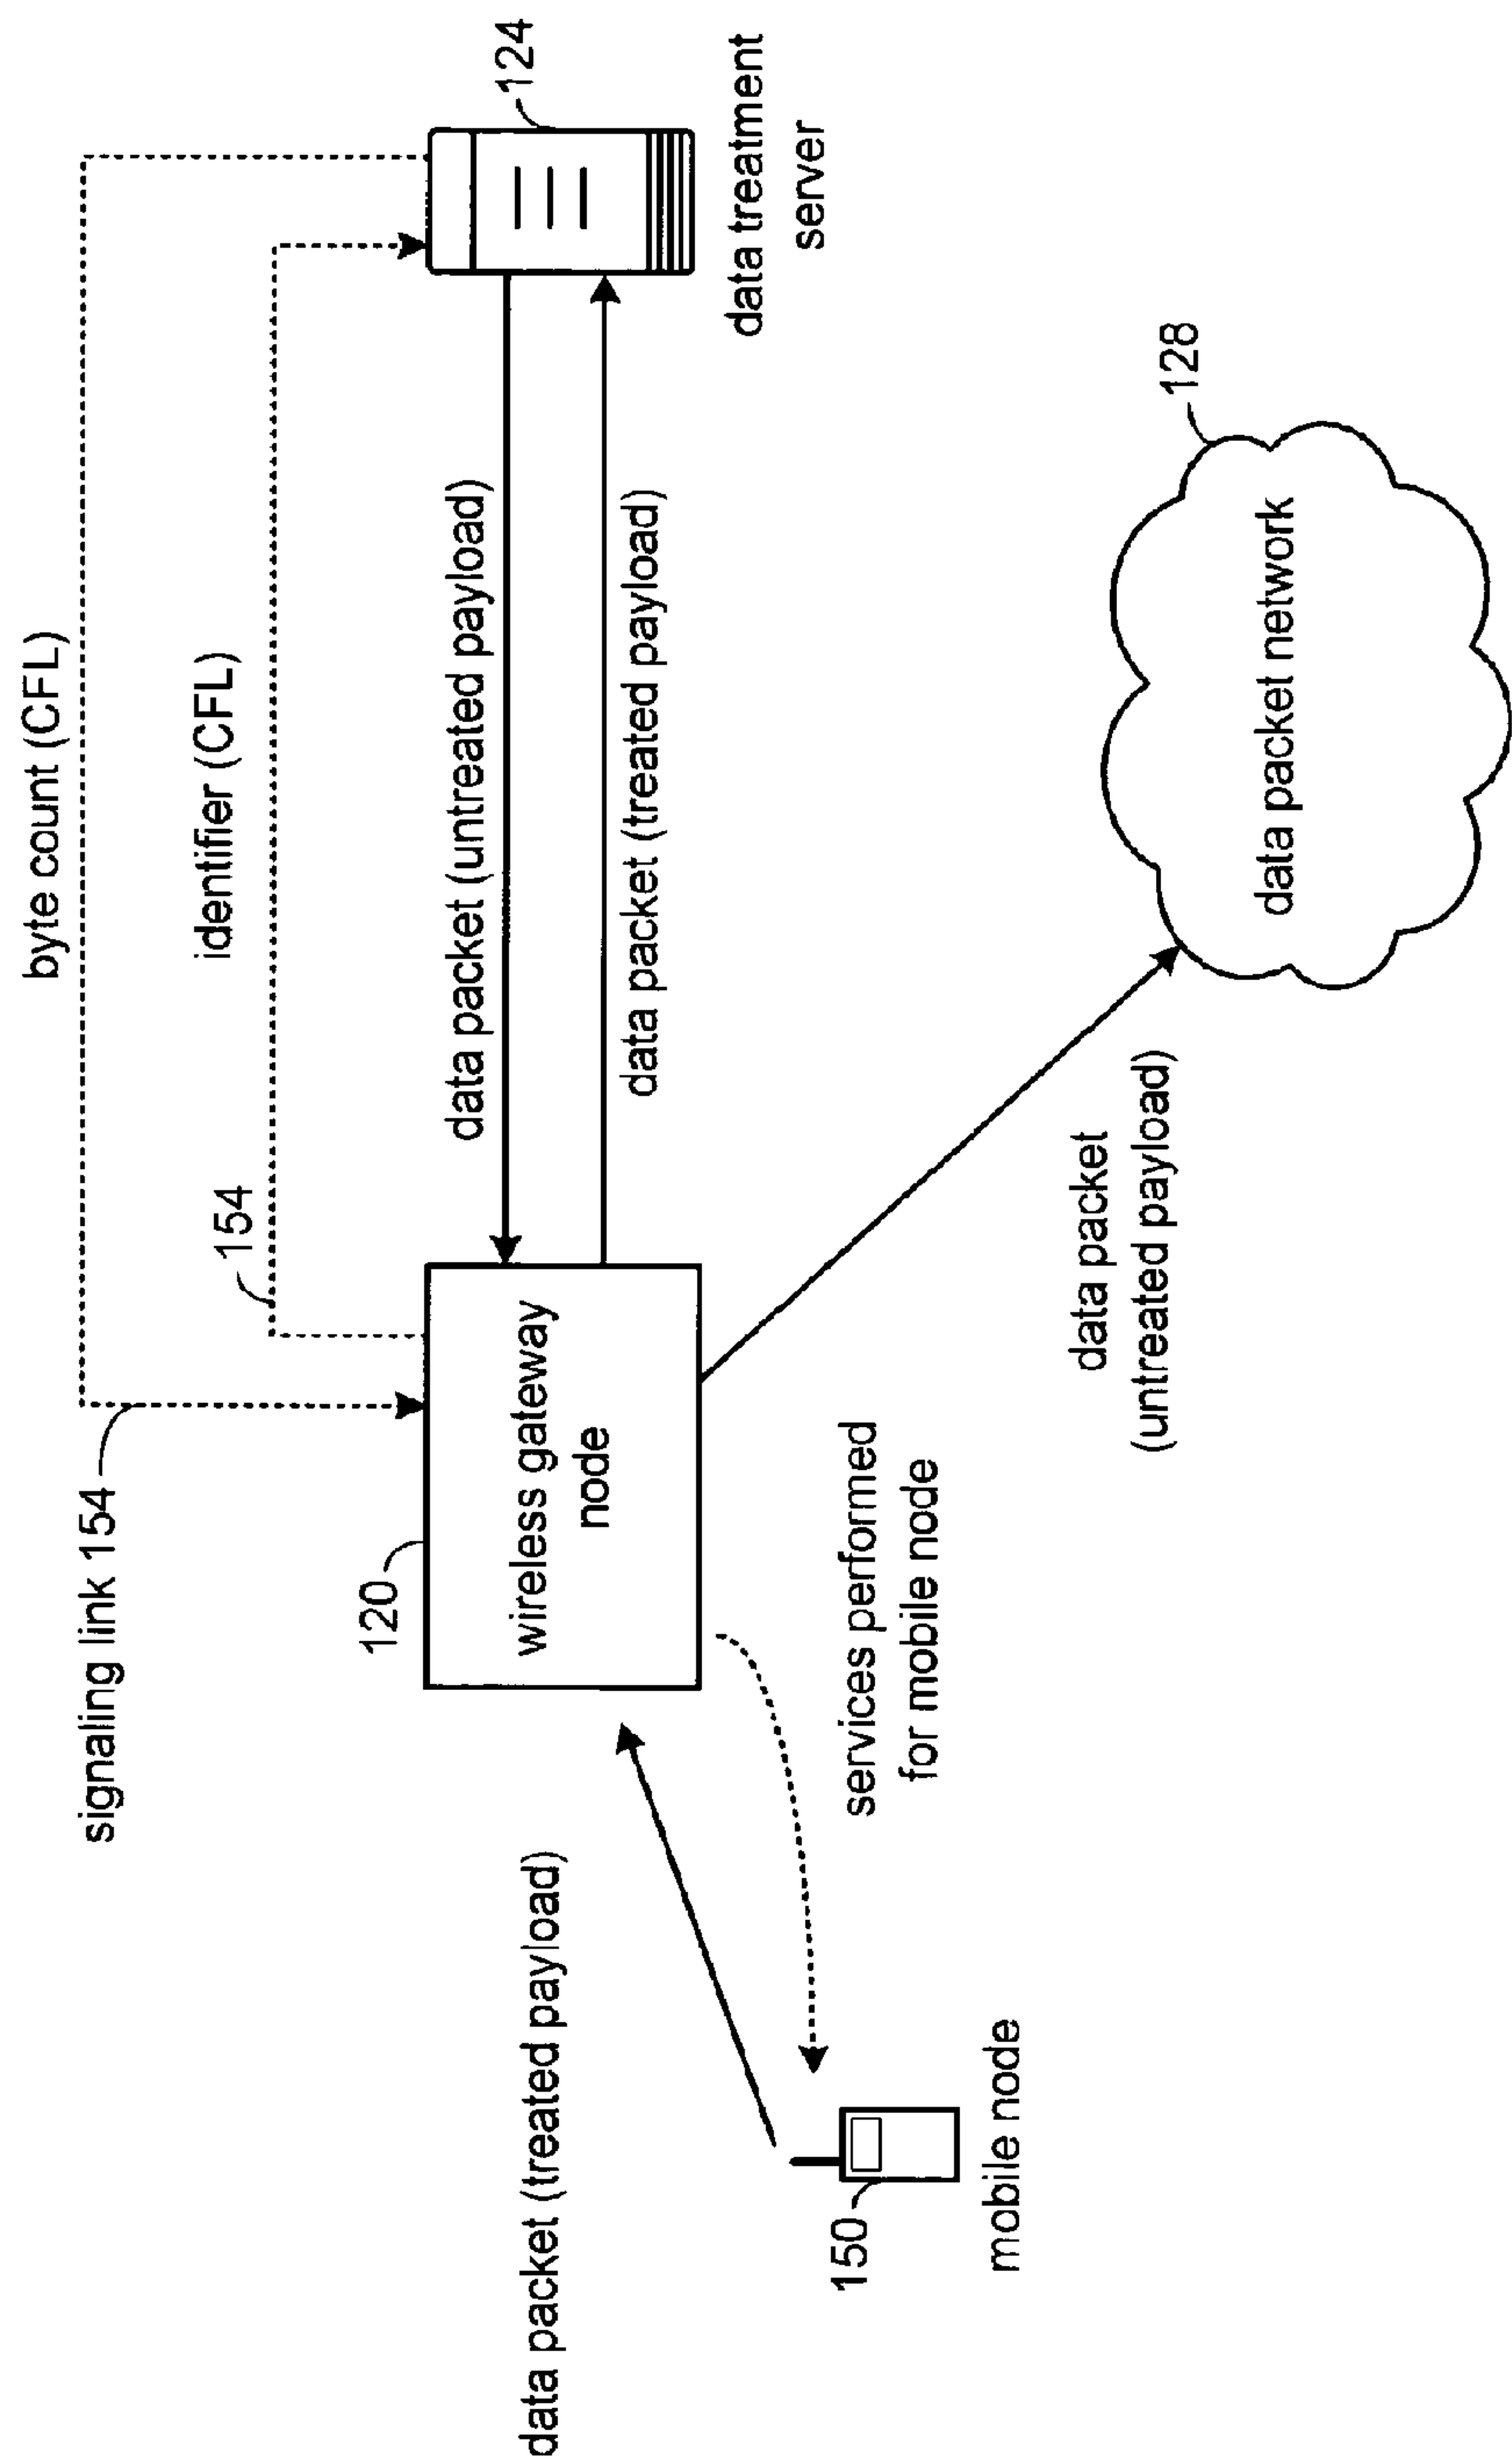 byte count (CFL)
identifier (CFL)
signaling link 154
154
124
120
wireless gateway
node
data packet (untreated payload)
data packet (treated payload)
data treatment
server
data packet (treated payload)
services performed
for mobile node
150
mobile node
data packet
(untreated payload)
128
data packet network